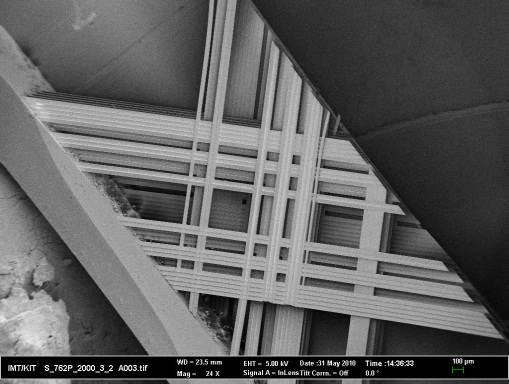 IMT/KIT S_762P_2000_3_2 A003.tif
WD = 23.5 mm EHT = 5.00 kV Date :31 May 2010 Time :14:36:33 100 µm
Mag = 24 X Signal A = InLens Tilt Corrn. = Off 0.0 °